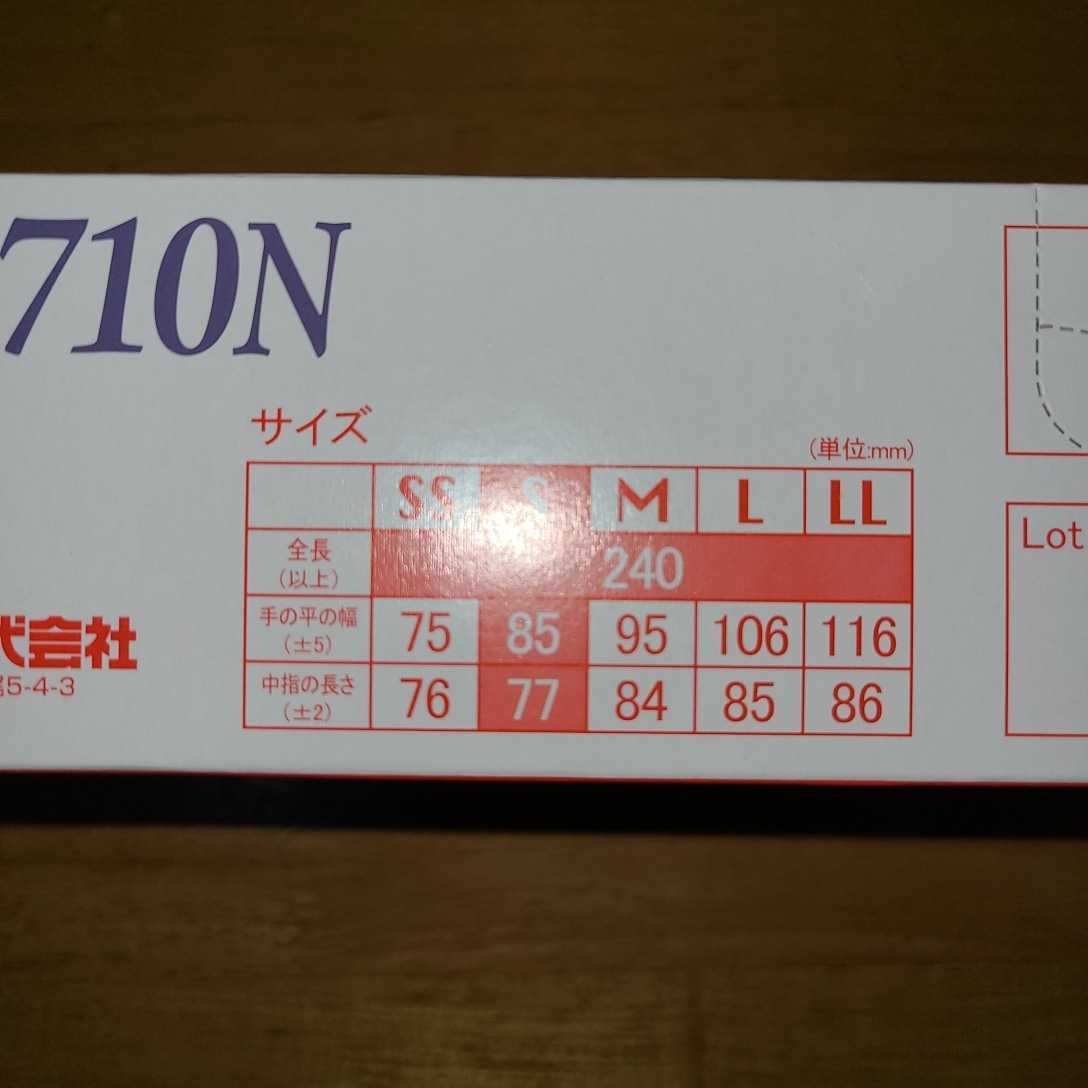 710N
サイズ
(単位:mm)
SS S M L LL
全長
(以上)
240
手の平の幅
(±5)
75 85 95 106 116
中指の長さ
(±2)
76 77 84 85 86
代会社
5-4-3
Lot